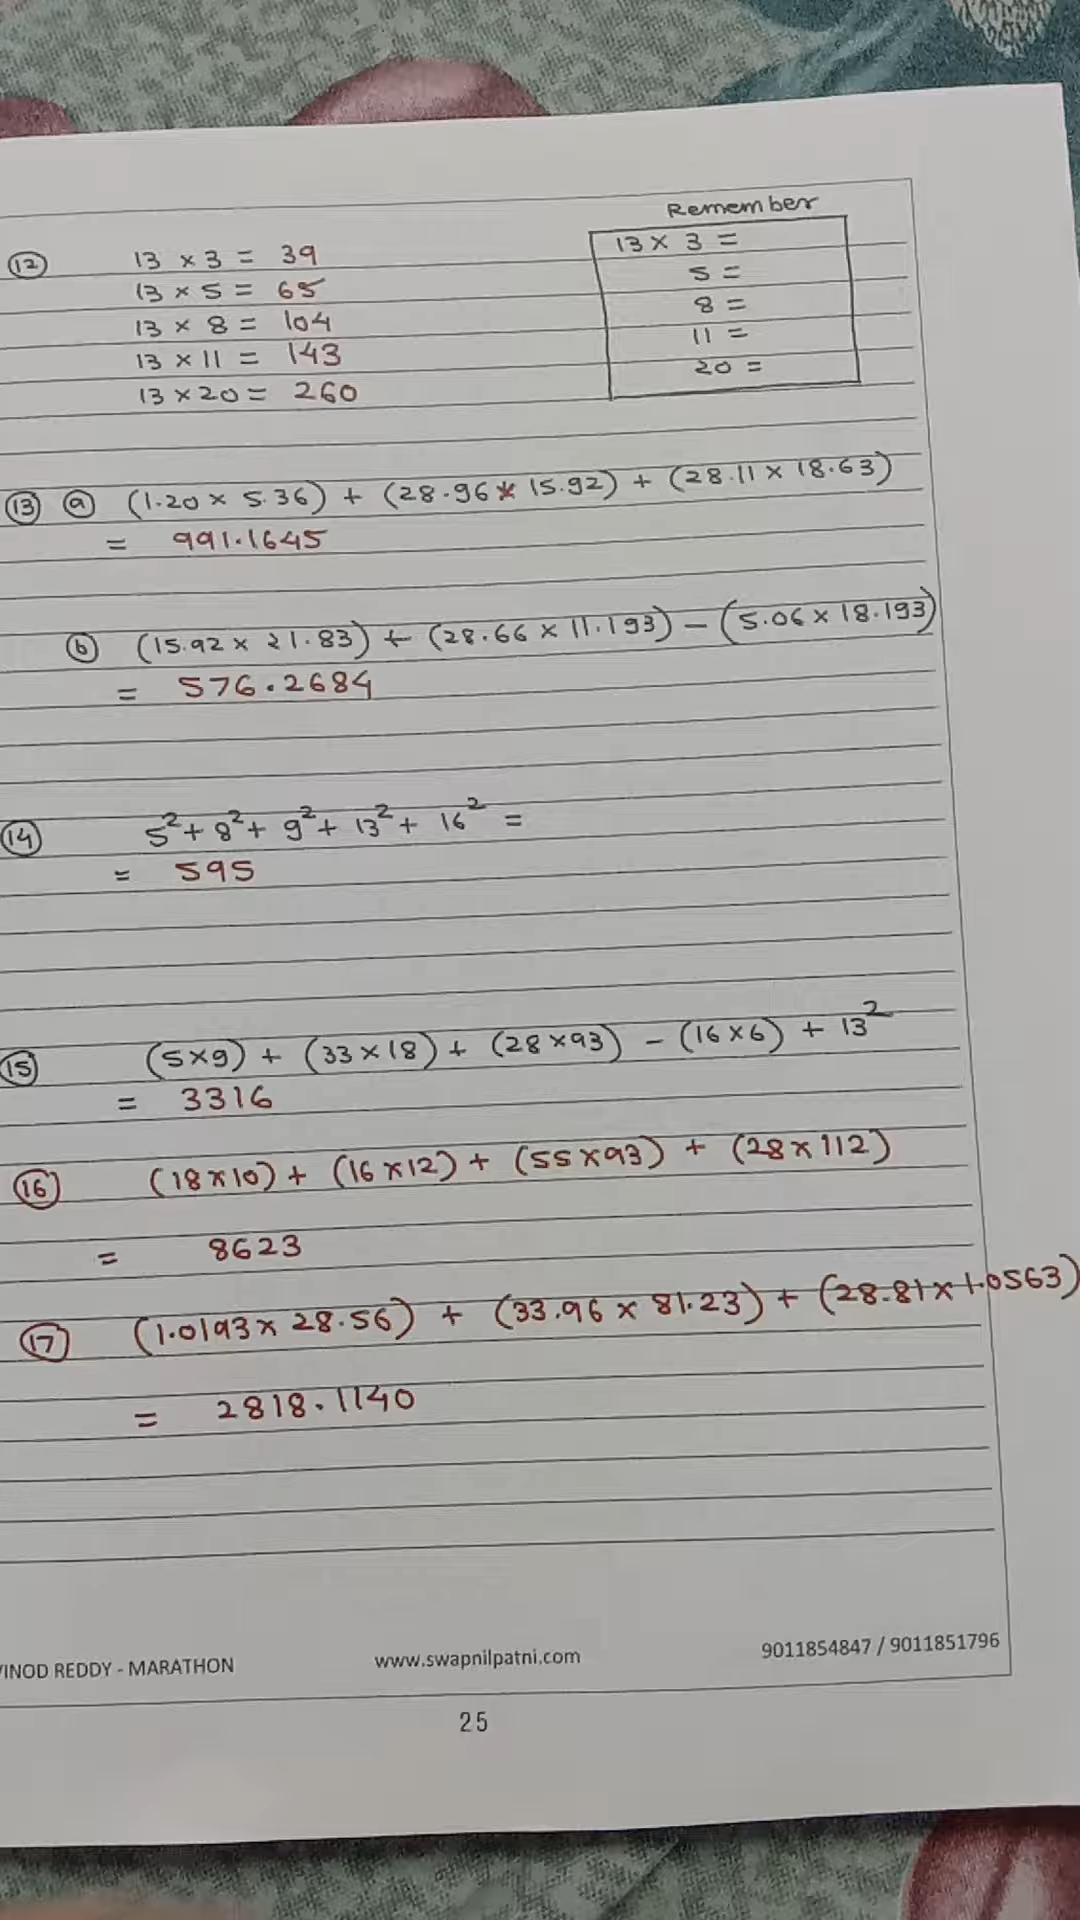 Remember
⑫ 13 × 3 = 39
13 × 5 = 65
13 × 8 = 104
13 × 11 = 143
13 × 20 = 260
13 × 3 =
5 =
8 =
11 =
20 =
⑬ ⓐ (1.20 × 5.36) + (28.96 × 15.92) + (28.11 × 18.63)
= 991.1645
ⓑ (15.92 × 21.83) + (28.66 × 11.193) − (5.06 × 18.193)
= 576.2684
⑭ 5² + 8² + 9² + 13² + 16² =
= 595
⑮ (5×9) + (33×18) + (28×93) − (16×6) + 13²
= 3316
⑯ (18×10) + (16×12) + (55×93) + (28×112)
= 8623
⑰ (1.0193 × 28.56) + (33.96 × 81.23) + (28.81 × 1.0563)
= 2818.1140
VINOD REDDY - MARATHON www.swapnilpatni.com 9011854847 / 9011851796
25